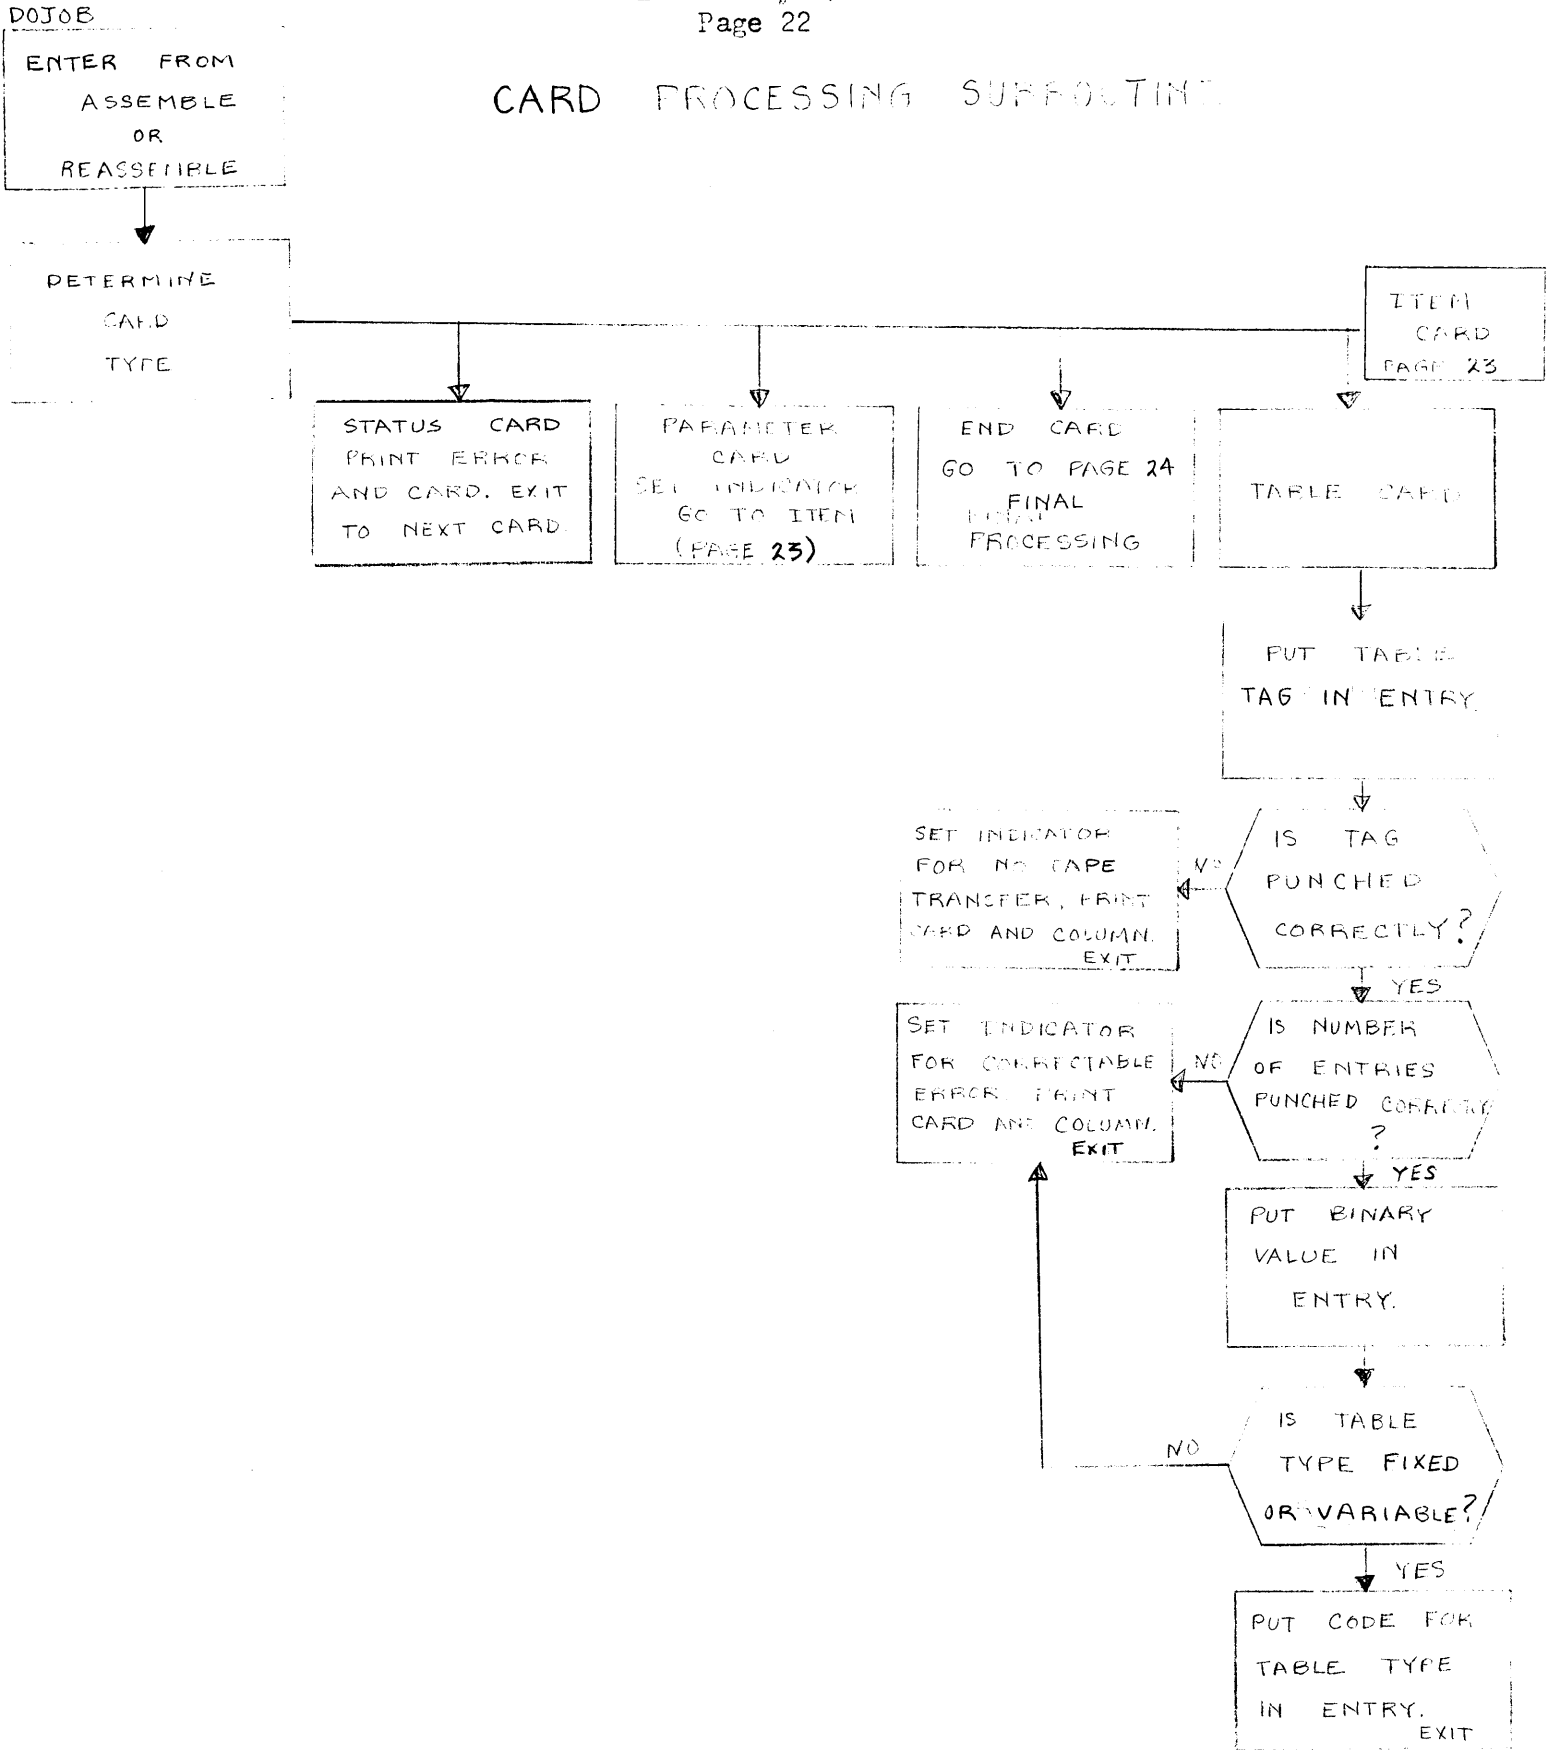 Page 22
DOJOB
ENTER FROM
ASSEMBLE
OR
REASSEMBLE
CARD PROCESSING SUBROUTINE
DETERMINE
CARD
TYPE
ITEM
CARD
PAGE 23
STATUS CARD
PRINT ERROR
AND CARD. EXIT
TO NEXT CARD.
PARAMETER
CARD
SET INDICATOR
GO TO ITEM
(PAGE 23)
END CARD
GO TO PAGE 24
FINAL
PROCESSING
TABLE CARD
PUT TABLE
TAG IN ENTRY.
IS TAG
PUNCHED
CORRECTLY?
NO
SET INDICATOR
FOR NO TAPE
TRANSFER, PRINT
CARD AND COLUMN.
EXIT
YES
IS NUMBER
OF ENTRIES
PUNCHED CORRECTLY
?
NO
SET INDICATOR
FOR CORRECTABLE
ERROR. PRINT
CARD AND COLUMN.
EXIT
YES
PUT BINARY
VALUE IN
ENTRY.
IS TABLE
TYPE FIXED
OR VARIABLE?
NO
YES
PUT CODE FOR
TABLE TYPE
IN ENTRY.
EXIT